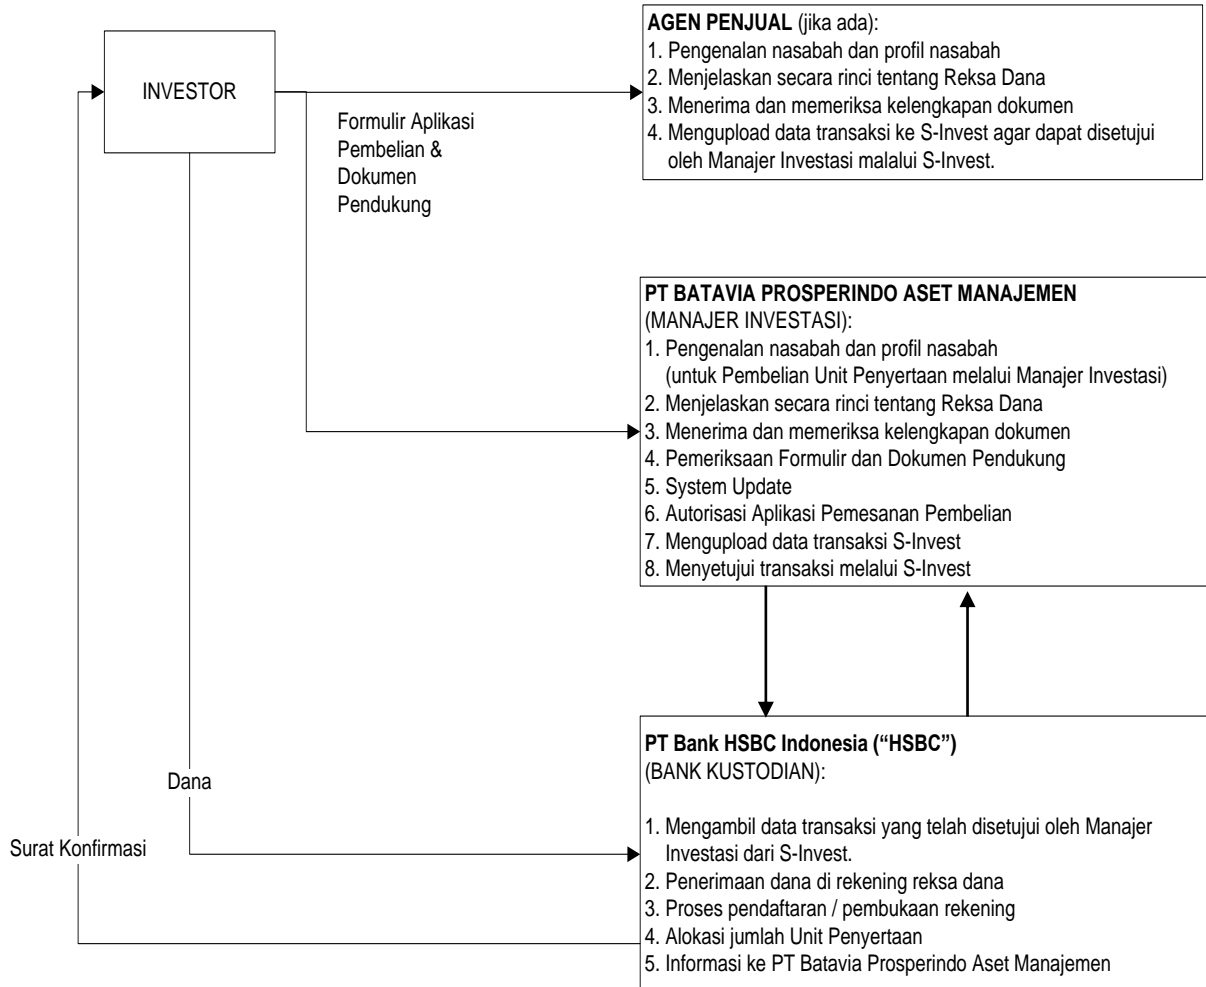 INVESTOR
Formulir Aplikasi
Pembelian &
Dokumen
Pendukung
AGEN PENJUAL (jika ada):
1. Pengenalan nasabah dan profil nasabah
2. Menjelaskan secara rinci tentang Reksa Dana
3. Menerima dan memeriksa kelengkapan dokumen
4. Mengupload data transaksi ke S-Invest agar dapat disetujui
oleh Manajer Investasi malalui S-Invest.
PT BATAVIA PROSPERINDO ASET MANAJEMEN
(MANAJER INVESTASI):
1. Pengenalan nasabah dan profil nasabah
(untuk Pembelian Unit Penyertaan melalui Manajer Investasi)
2. Menjelaskan secara rinci tentang Reksa Dana
3. Menerima dan memeriksa kelengkapan dokumen
4. Pemeriksaan Formulir dan Dokumen Pendukung
5. System Update
6. Autorisasi Aplikasi Pemesanan Pembelian
7. Mengupload data transaksi S-Invest
8. Menyetujui transaksi melalui S-Invest
Dana
Surat Konfirmasi
PT Bank HSBC Indonesia (“HSBC”)
(BANK KUSTODIAN):
1. Mengambil data transaksi yang telah disetujui oleh Manajer
Investasi dari S-Invest.
2. Penerimaan dana di rekening reksa dana
3. Proses pendaftaran / pembukaan rekening
4. Alokasi jumlah Unit Penyertaan
5. Informasi ke PT Batavia Prosperindo Aset Manajemen